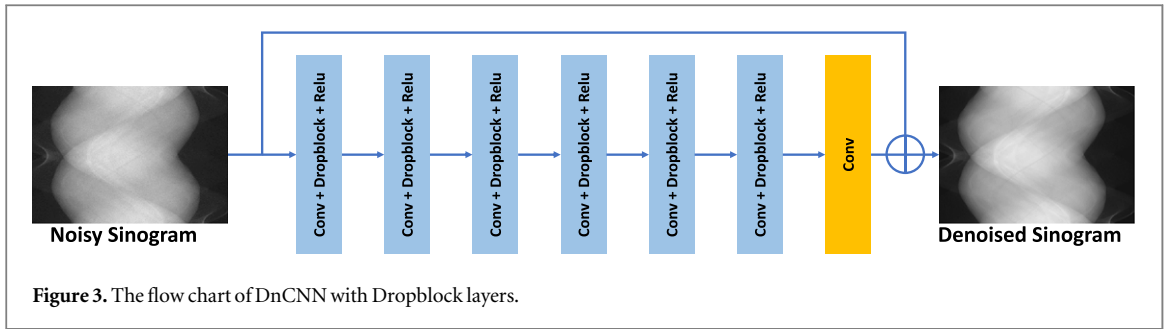 Conv + Dropblock + Relu
Conv + Dropblock + Relu
Conv + Dropblock + Relu
Conv + Dropblock + Relu
Conv + Dropblock + Relu
Conv + Dropblock + Relu
Conv
Noisy Sinogram
Denoised Sinogram
Figure 3. The flow chart of DnCNN with Dropblock layers.